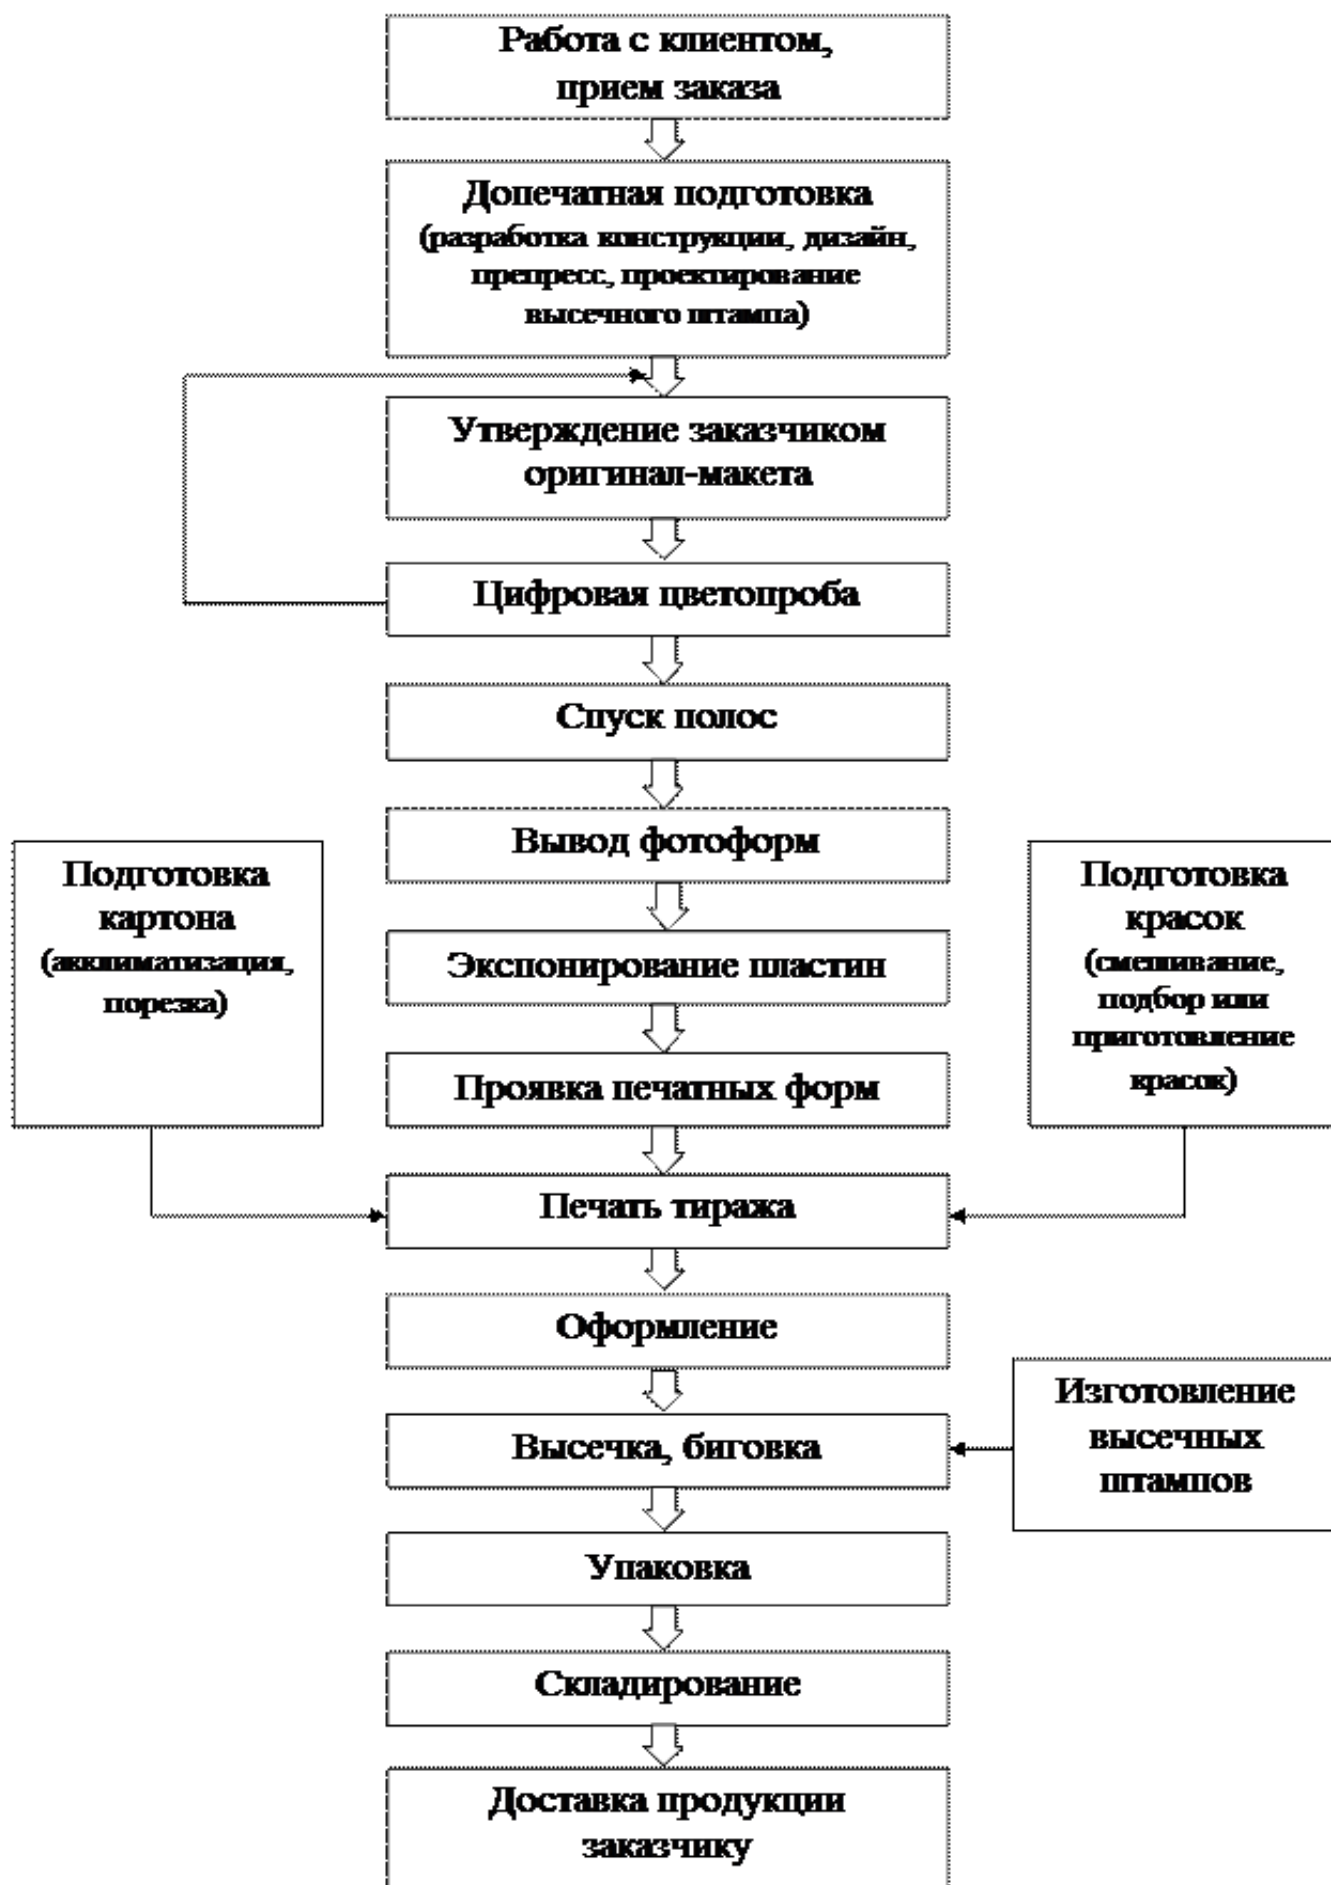 Работа с клиентом,
прием заказа
Допечатная подготовка
(разработка конструкции, дизайн,
препресс, проектирование
высечного штампа)
Утверждение заказчиком
оригинал-макета
Цифровая цветопроба
Спуск полос
Вывод фотоформ
Подготовка
картона
(акклиматизация,
порезка)
Подготовка
красок
(смешивание,
подбор или
приготовление
красок)
Экспонирование пластин
Проявка печатных форм
Печать тиража
Оформление
Изготовление
высечных
штампов
Высечка, биговка
Упаковка
Складирование
Доставка продукции
заказчику